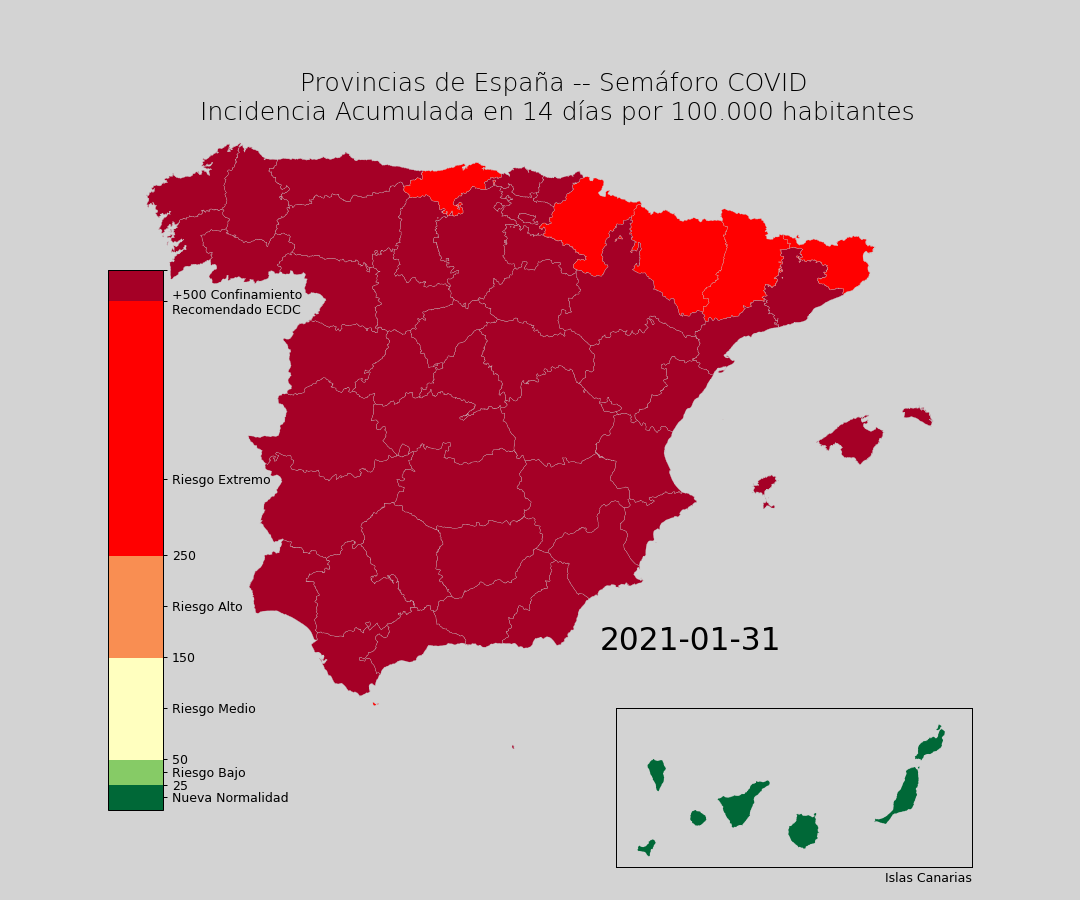 Provincias de España -- Semáforo COVID
Incidencia Acumulada en 14 días por 100.000 habitantes
+500 Confinamiento
Recomendado ECDC
Riesgo Extremo
250
Riesgo Alto
150
Riesgo Medio
50
Riesgo Bajo
25
Nueva Normalidad
2021-01-31
Islas Canarias